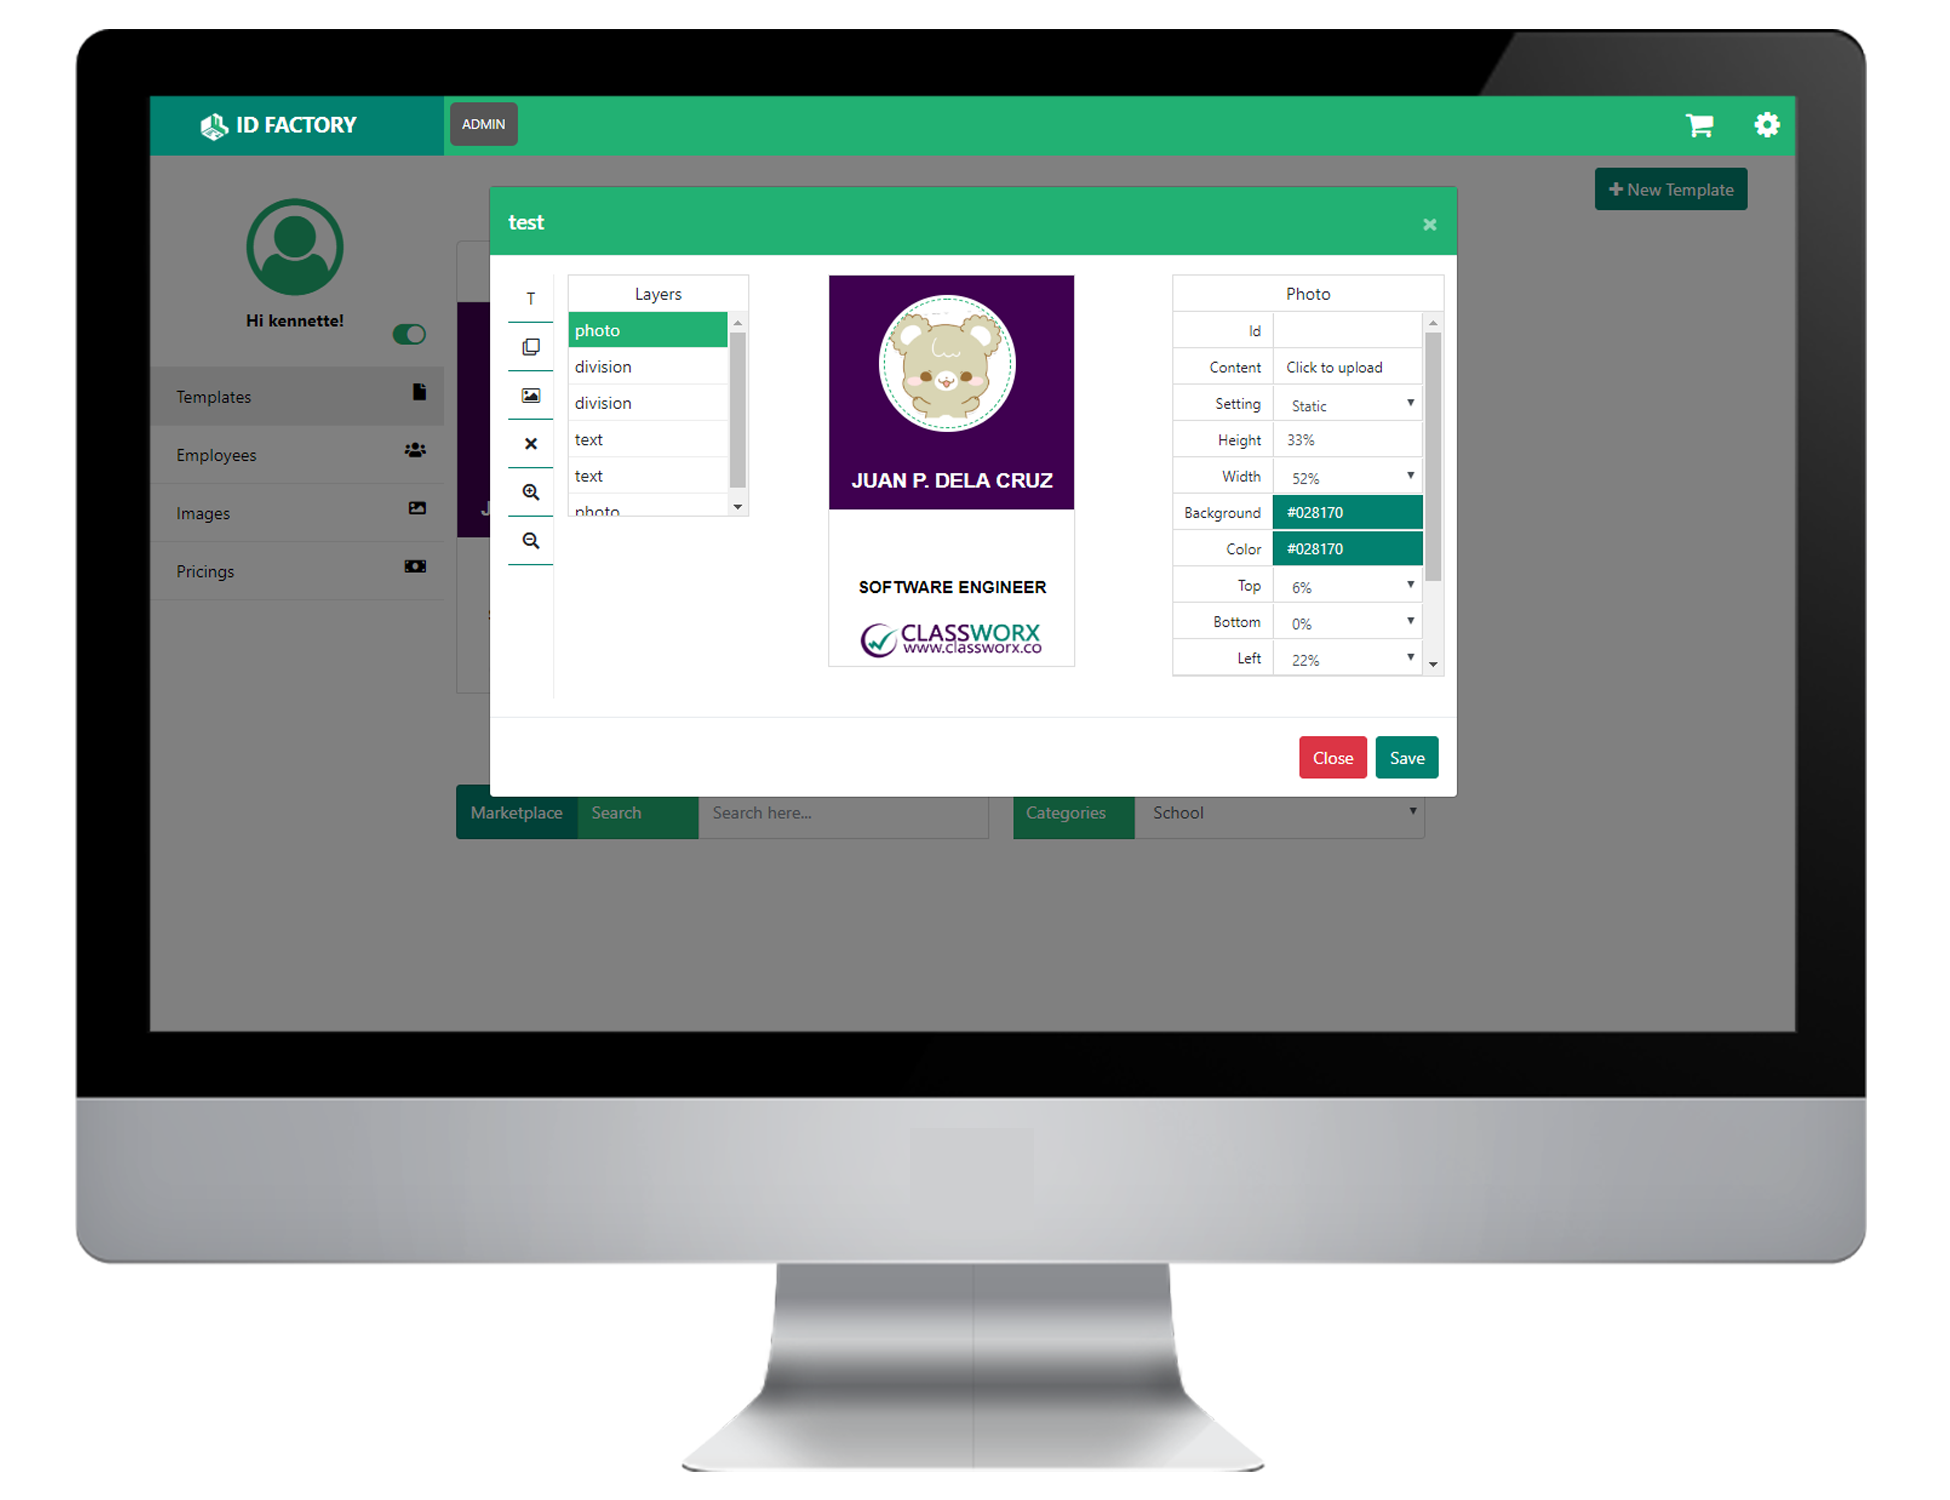 ID FACTORY
ADMIN
+ New Template
Hi kennette!
Templates
Employees
Images
Pricings
test
×
T
Layers
photo
division
division
text
text
photo
JUAN P. DELA CRUZ
SOFTWARE ENGINEER
CLASSWORX
www.classworx.co
Photo
Id
Content Click to upload
Setting Static
Height 33%
Width 52%
Background #028170
Color #028170
Top 6%
Bottom 0%
Left 22%
Close Save
J
Marketplace Search Search here...
Categories School